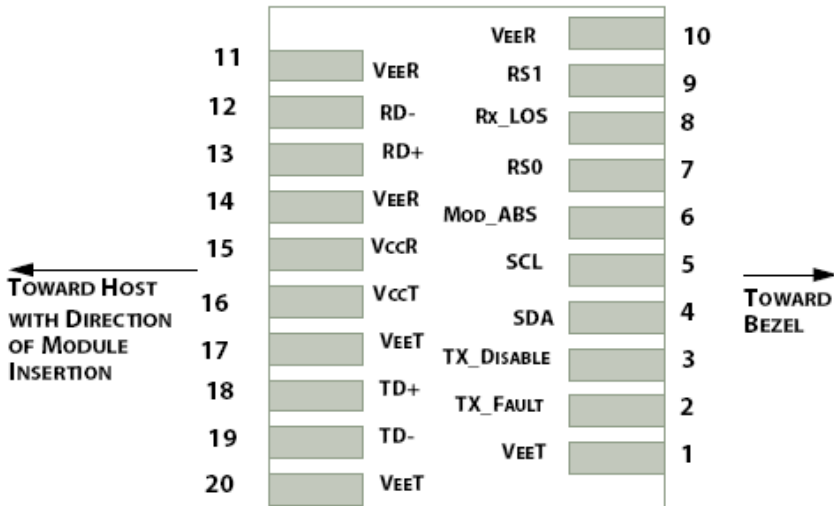 VEER 10
11 VEER
RS1 9
12 RD-
Rx_LOS 8
13 RD+
RS0 7
14 VEER
MOD_ABS 6
15 VCCR
SCL 5
16 VCCT
SDA 4
17 VEET
TX_DISABLE 3
18 TD+
TX_FAULT 2
19 TD-
VEET 1
20 VEET
TOWARD HOST
WITH DIRECTION
OF MODULE
INSERTION
TOWARD
BEZEL